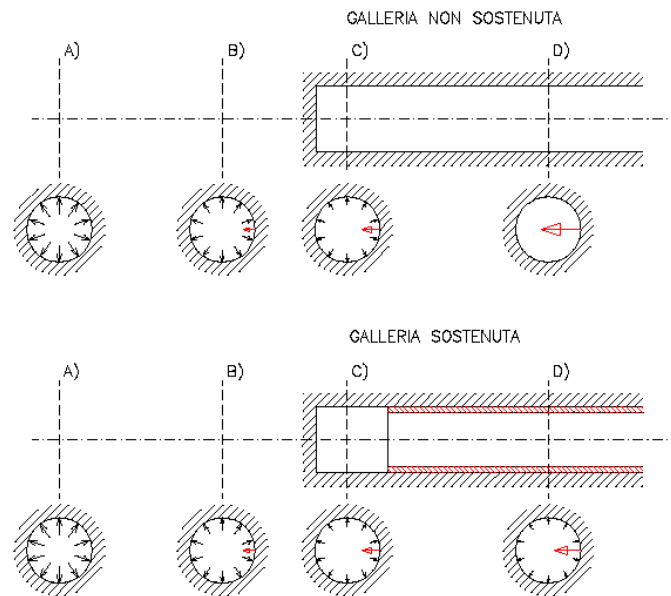 GALLERIA NON SOSTENUTA
A) B) C) D)
GALLERIA SOSTENUTA
A) B) C) D)